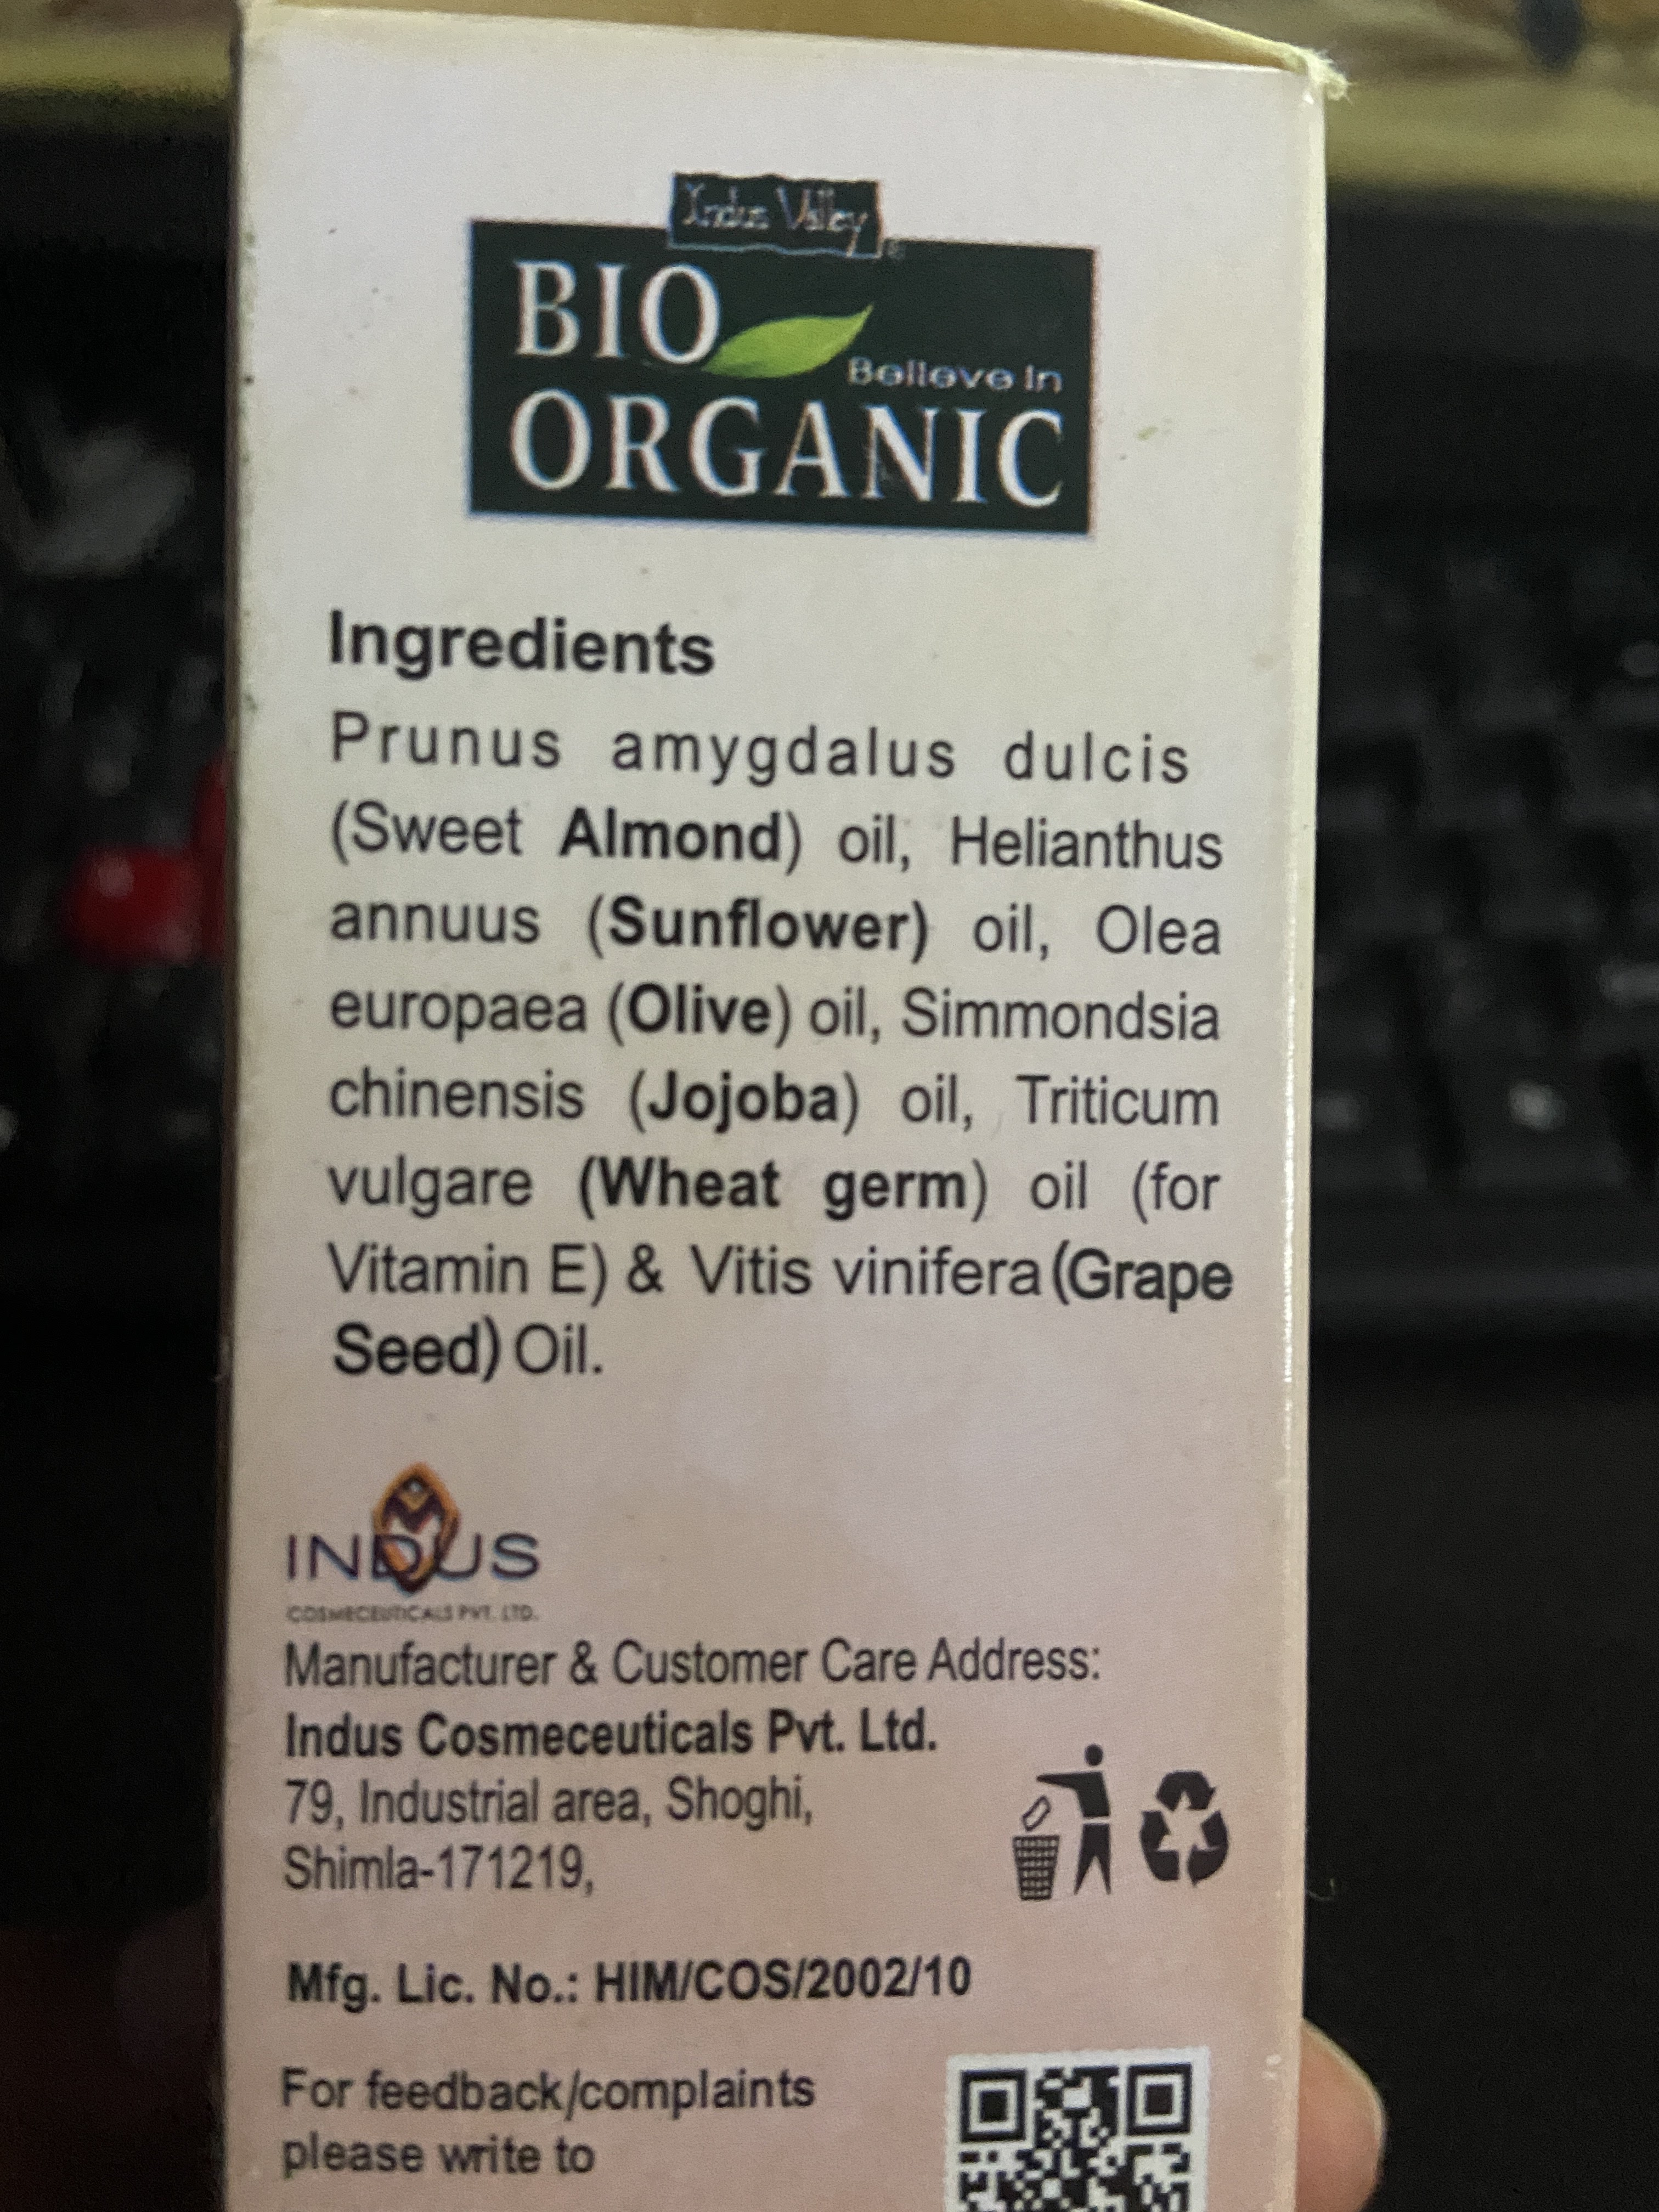 Indus Valley
BIO
Believe in
ORGANIC
Ingredients
Prunus amygdalus dulcis
(Sweet Almond) oil, Helianthus
annuus (Sunflower) oil, Olea
europaea (Olive) oil, Simmondsia
chinensis (Jojoba) oil, Triticum
vulgare (Wheat germ) oil (for
Vitamin E) & Vitis vinifera (Grape
Seed) Oil.
INDUS
COSMECEUTICALS PVT. LTD.
Manufacturer & Customer Care Address:
Indus Cosmeceuticals Pvt. Ltd.
79, Industrial area, Shoghi,
Shimla-171219,
Mfg. Lic. No.: HIM/COS/2002/10
For feedback/complaints
please write to